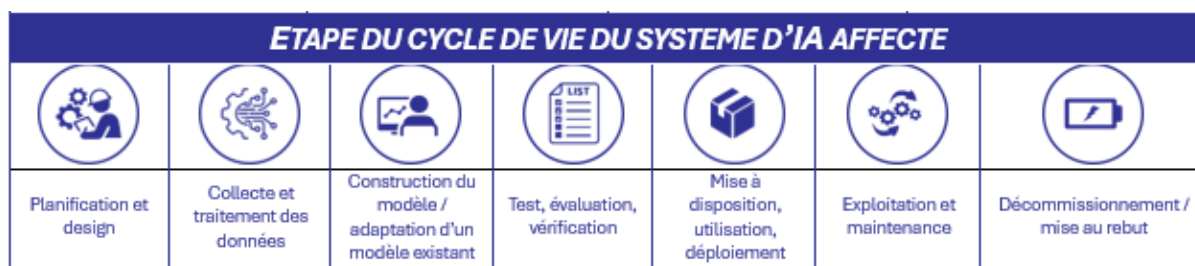 ETAPE DU CYCLE DE VIE DU SYSTEME D'IA AFFECTE
LIST
Planification et
design
Collecte et
traitement des
données
Construction du
modèle /
adaptation d'un
modèle existant
Test, évaluation,
vérification
Mise à
disposition,
utilisation,
déploiement
Exploitation et
maintenance
Décommissionnement /
mise au rebut